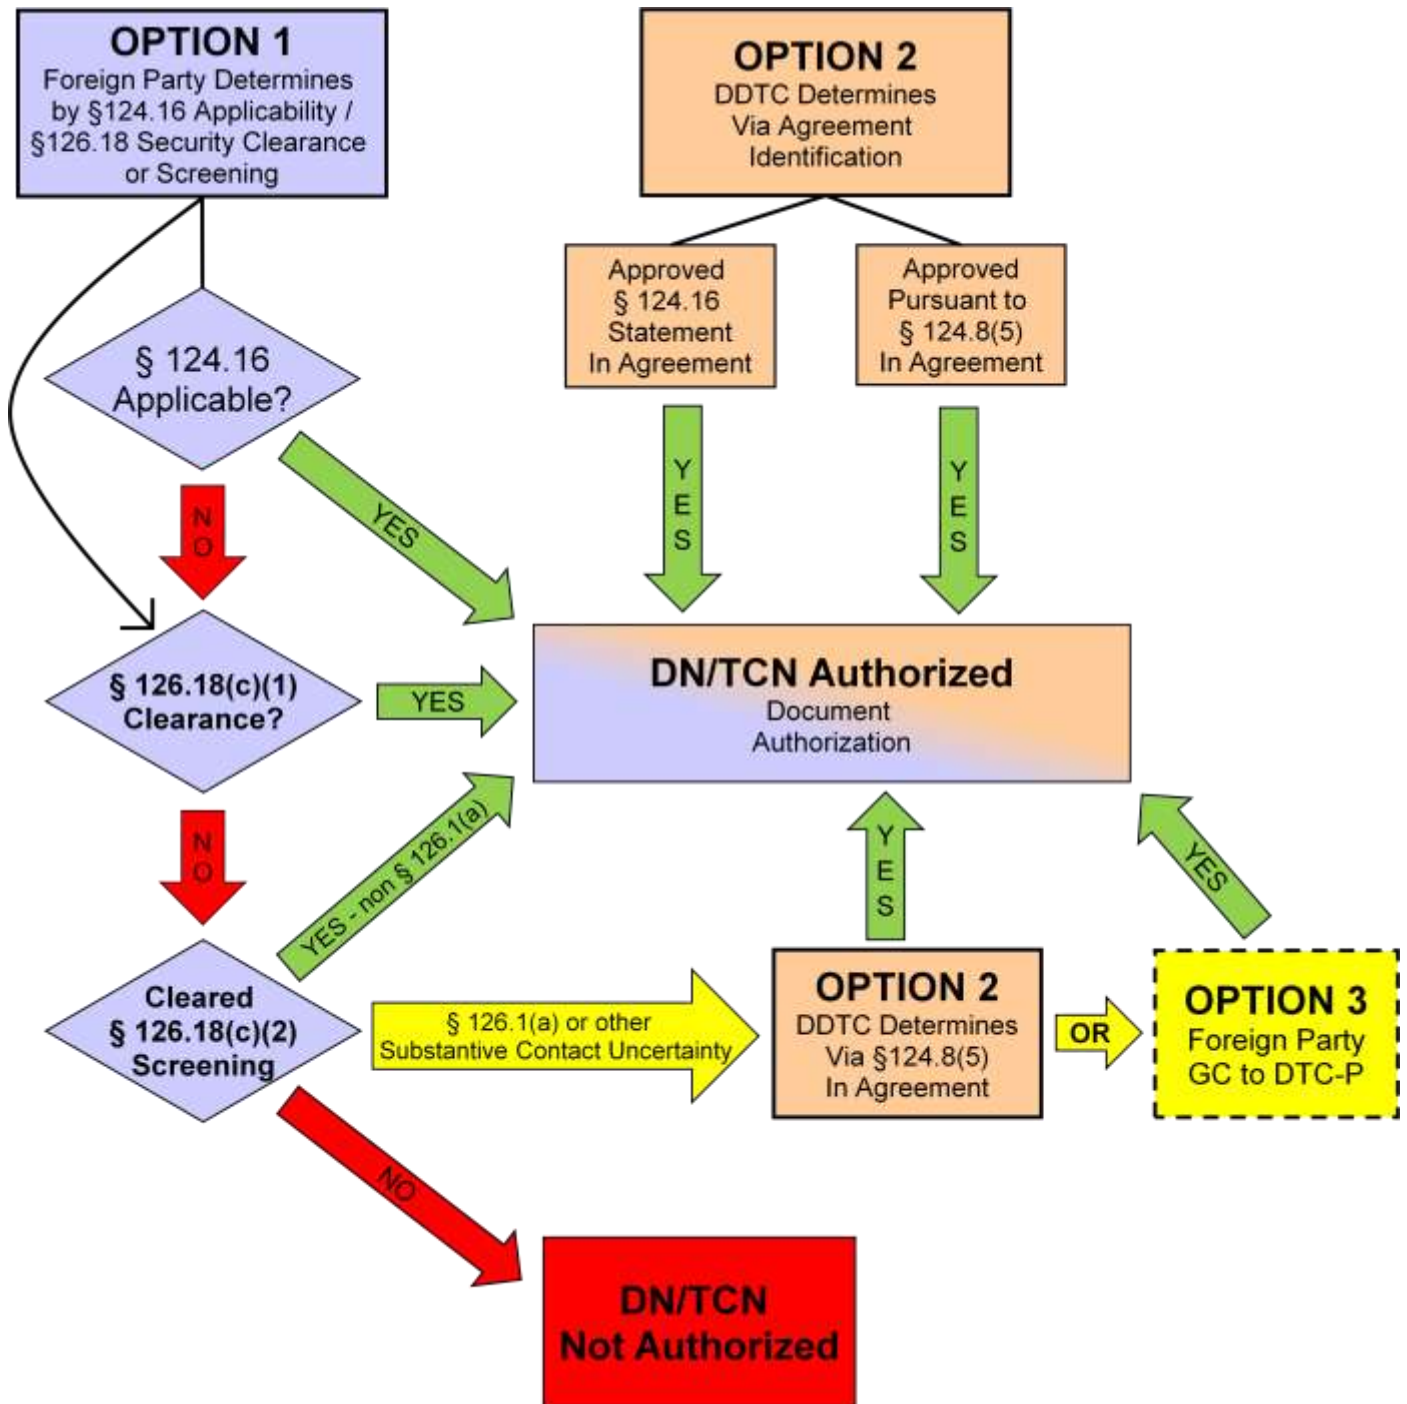 OPTION 1
Foreign Party Determines
by §124.16 Applicability /
§126.18 Security Clearance
or Screening
OPTION 2
DDTC Determines
Via Agreement
Identification
Approved
§ 124.16
Statement
In Agreement
Approved
Pursuant to
§ 124.8(5)
In Agreement
§ 124.16
Applicable?
YES
NO
YES
YES
§ 126.18(c)(1)
Clearance?
YES
DN/TCN Authorized
Document
Authorization
NO
YES - non § 126.1(a)
YES
YES
Cleared
§ 126.18(c)(2)
Screening
§ 126.1(a) or other
Substantive Contact Uncertainty
OPTION 2
DDTC Determines
Via §124.8(5)
In Agreement
OR
OPTION 3
Foreign Party
GC to DTC-P
NO
DN/TCN
Not Authorized